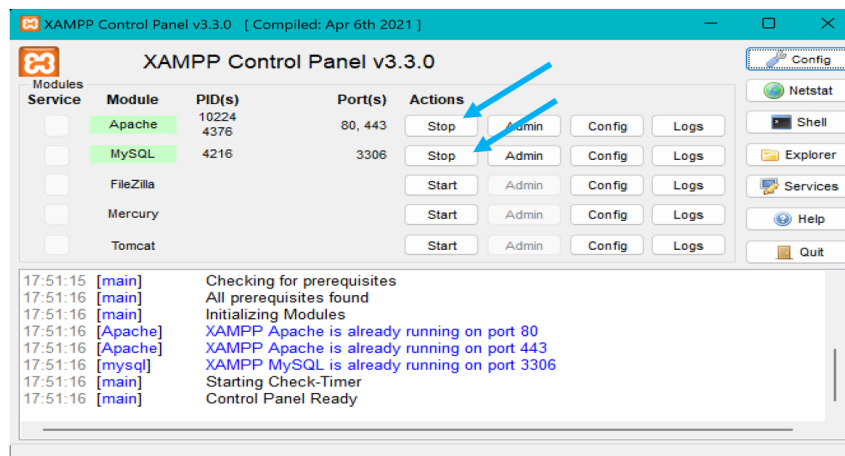 XAMPP Control Panel v3.3.0 [ Compiled: Apr 6th 2021 ]
XAMPP Control Panel v3.3.0
Config
Modules
Service Module PID(s) Port(s) Actions
Netstat
Apache 10224 4376 80, 443 Stop Admin Config Logs
Shell
MySQL 4216 3306 Stop Admin Config Logs
Explorer
FileZilla Start Admin Config Logs
Services
Mercury Start Admin Config Logs
Help
Tomcat Start Admin Config Logs
Quit
17:51:15 [main] Checking for prerequisites
17:51:16 [main] All prerequisites found
17:51:16 [main] Initializing Modules
17:51:16 [Apache] XAMPP Apache is already running on port 80
17:51:16 [Apache] XAMPP Apache is already running on port 443
17:51:16 [mysql] XAMPP MySQL is already running on port 3306
17:51:16 [main] Starting Check-Timer
17:51:16 [main] Control Panel Ready